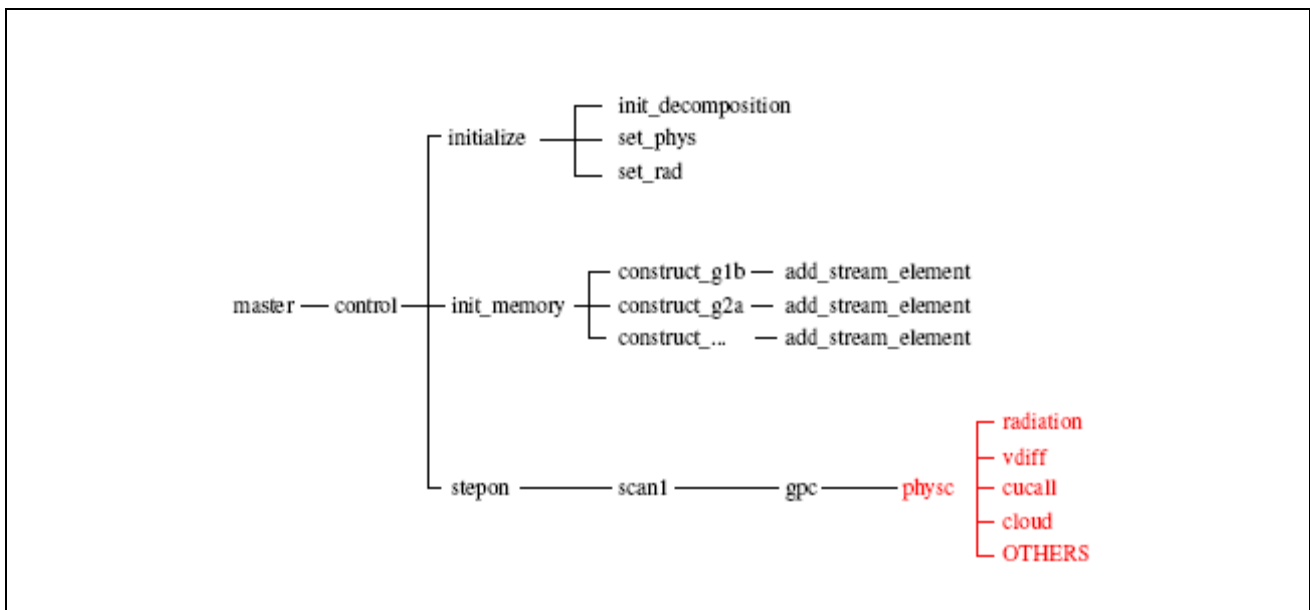 init_decomposition
initialize
set_phys
set_rad
construct_g1b add_stream_element
master control init_memory construct_g2a add_stream_element
construct_... add_stream_element
radiation
vdiff
stepon scan1 gpc physc cucall
cloud
OTHERS